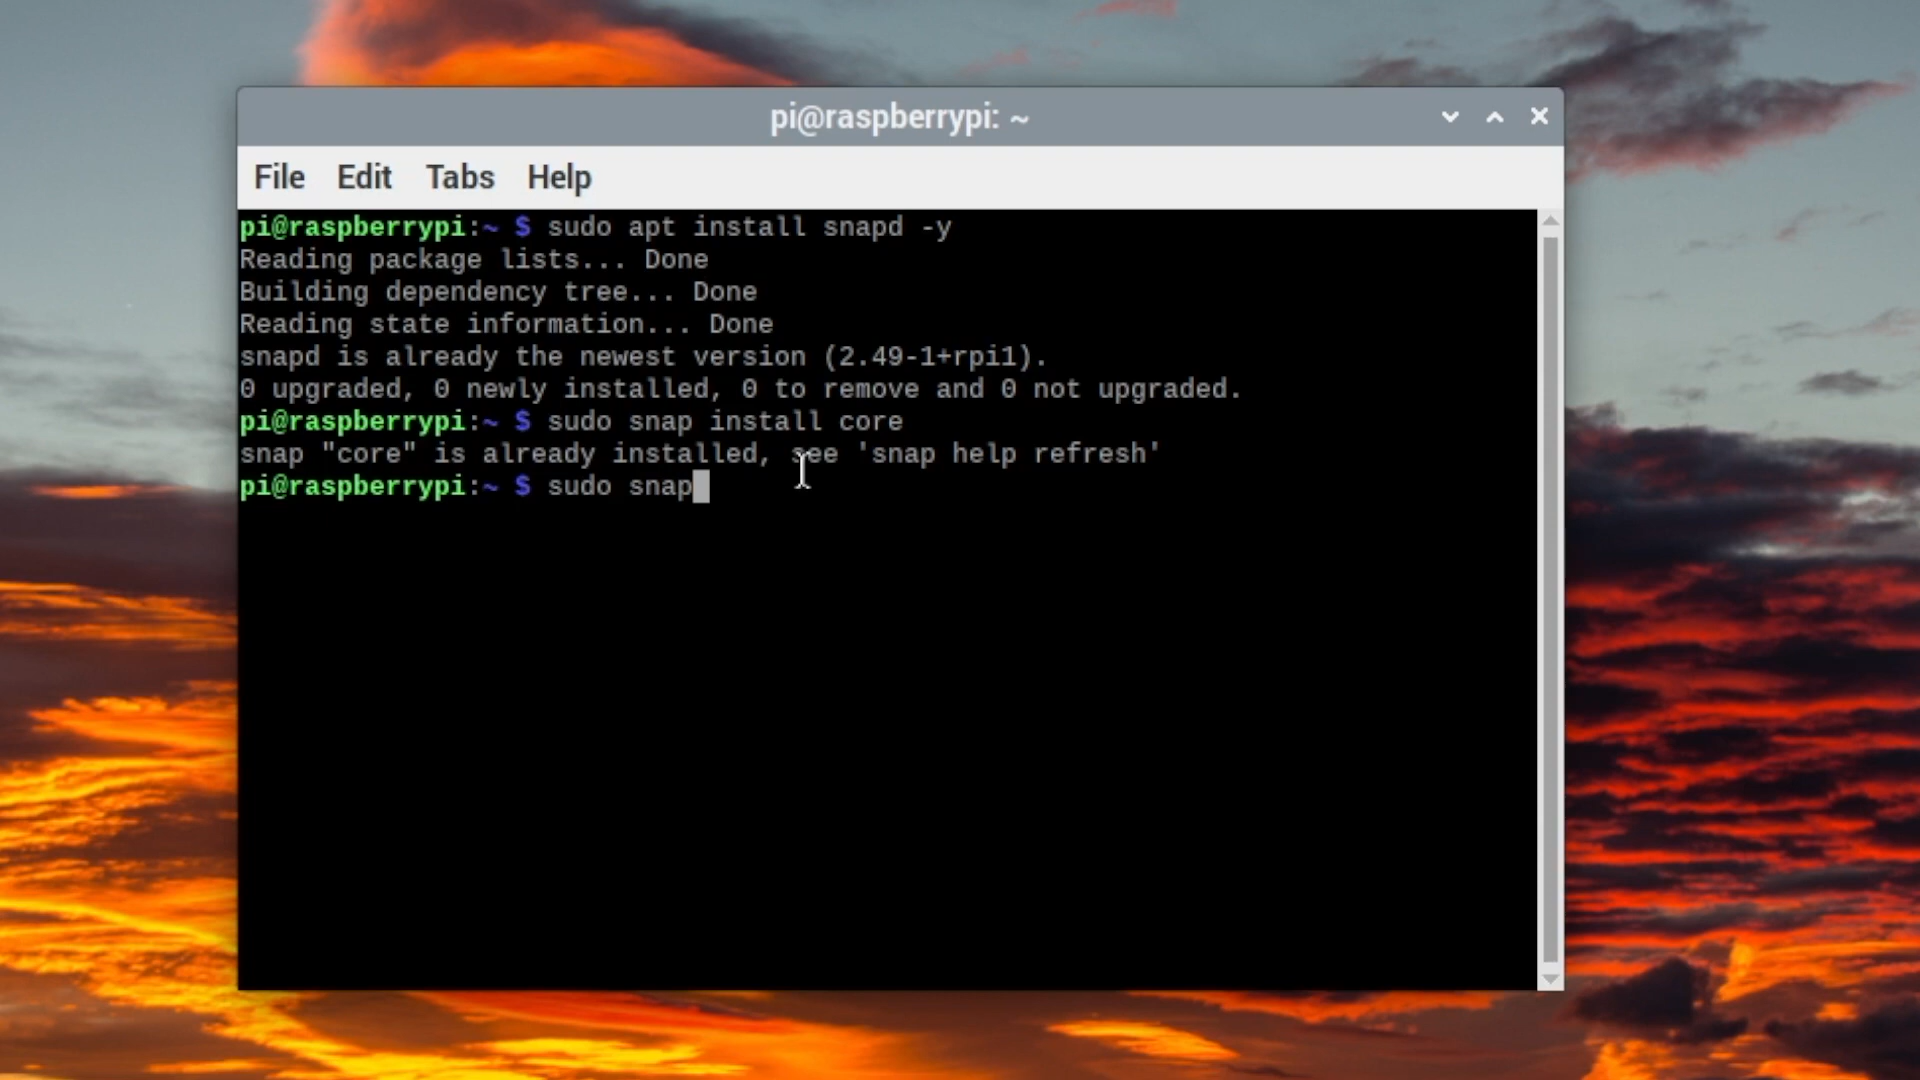 pi@raspberrypi: ~
File Edit Tabs Help
pi@raspberrypi:~ $ sudo apt install snapd -y
Reading package lists... Done
Building dependency tree... Done
Reading state information... Done
snapd is already the newest version (2.49-1+rpi1).
0 upgraded, 0 newly installed, 0 to remove and 0 not upgraded.
pi@raspberrypi:~ $ sudo snap install core
snap "core" is already installed, see 'snap help refresh'
pi@raspberrypi:~ $ sudo snap